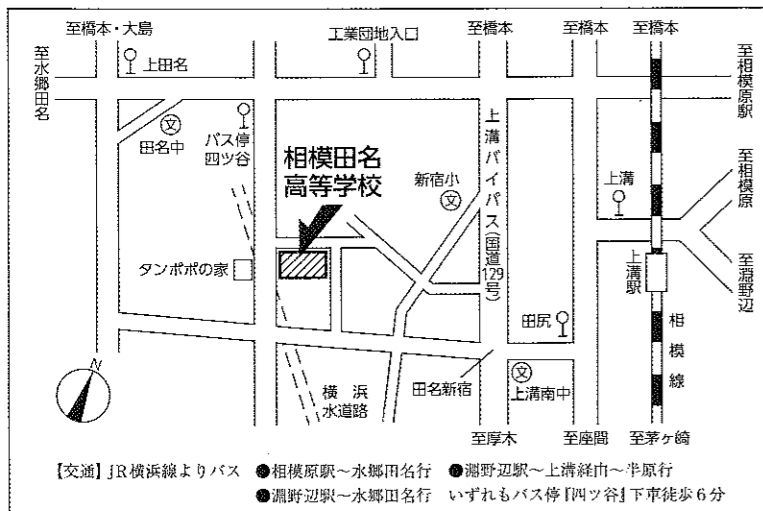 至橋本・大島
工業団地入口
至橋本
至橋本
至橋本
至水郷田名
上田名
至相模原駅
田名中
バス停
四ツ谷
相模田名
高等学校
新宿小
上溝バイパス(国道129号)
上溝
至相模原
タンポポの家
上溝駅
至淵野辺
田尻
相模線
N
横浜
水道路
田名新宿
上溝南中
至厚木
至座間
至茅ヶ崎
【交通】JR横浜線よりバス ●相模原駅〜水郷田名行 ●淵野辺駅〜上溝経由〜半原行
●淵野辺駅〜水郷田名行 いずれもバス停『四ツ谷』下車徒歩6分